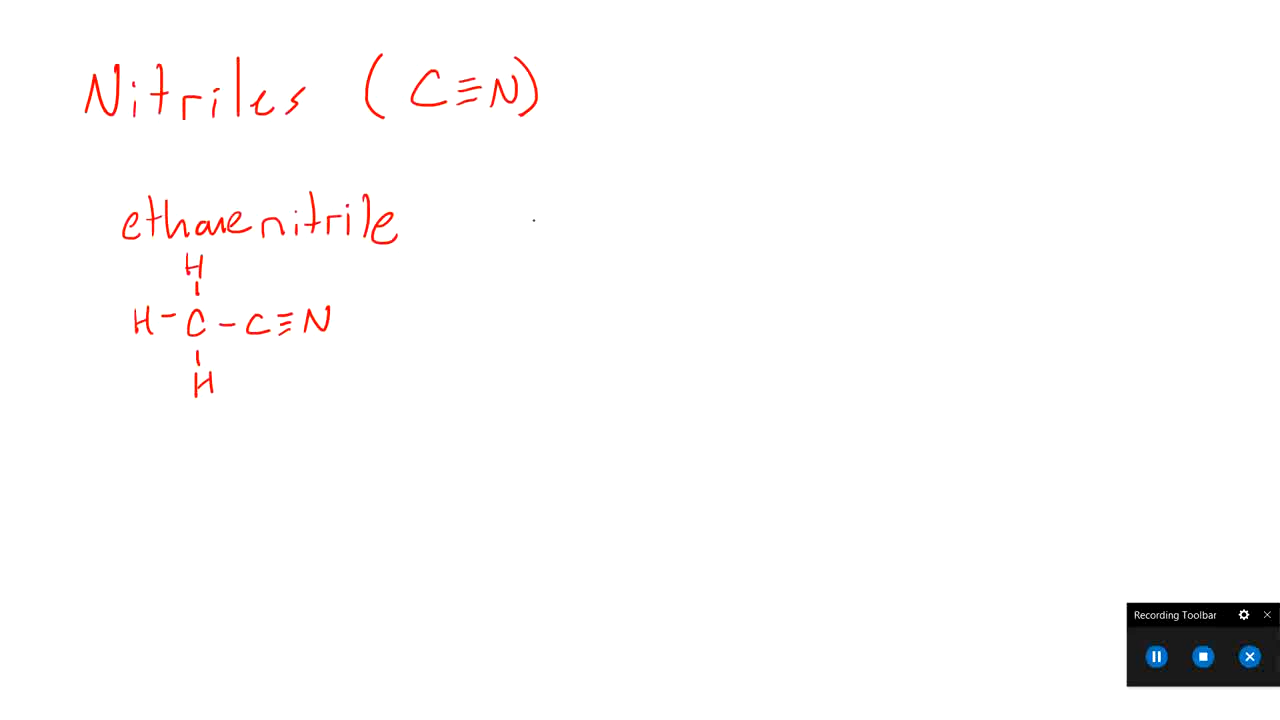 Nitriles (C≡N)
ethanenitrile
H
H-C-C≡N
H
Recording Toolbar